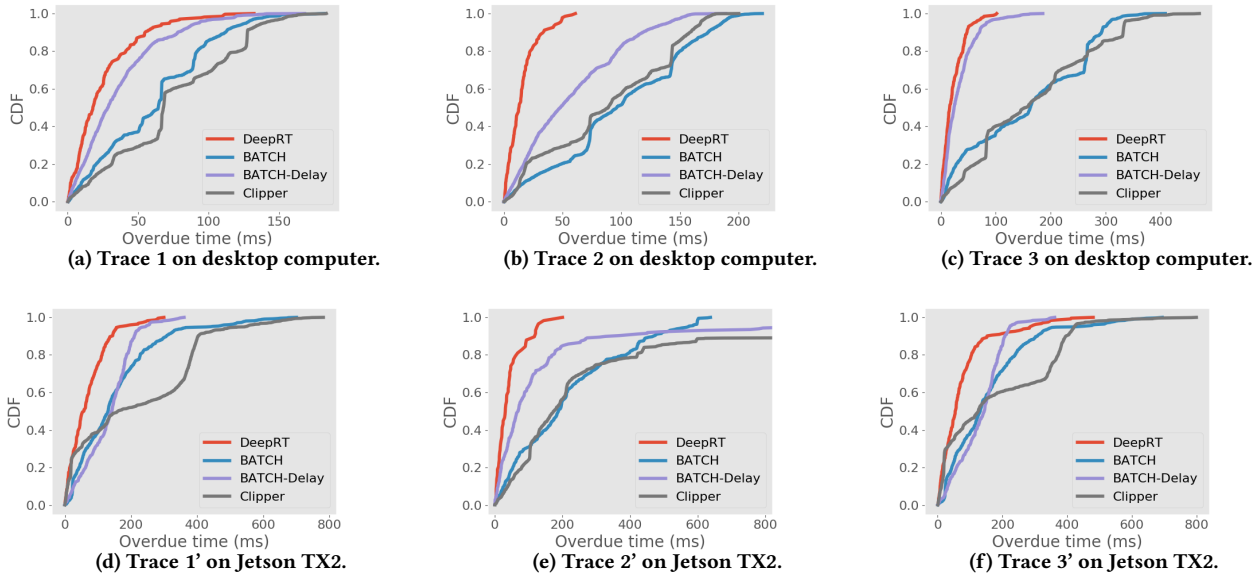 1.0
0.8
0.6
0.4
0.2
0.0
CDF
DeepRT
BATCH
BATCH-Delay
Clipper
0 50 100 150
Overdue time (ms)
(a) Trace 1 on desktop computer.
1.0
0.8
0.6
0.4
0.2
0.0
CDF
DeepRT
BATCH
BATCH-Delay
Clipper
0 50 100 150 200
Overdue time (ms)
(b) Trace 2 on desktop computer.
1.0
0.8
0.6
0.4
0.2
0.0
CDF
DeepRT
BATCH
BATCH-Delay
Clipper
0 100 200 300 400
Overdue time (ms)
(c) Trace 3 on desktop computer.
1.0
0.8
0.6
0.4
0.2
0.0
CDF
DeepRT
BATCH
BATCH-Delay
Clipper
0 200 400 600 800
Overdue time (ms)
(d) Trace 1’ on Jetson TX2.
1.0
0.8
0.6
0.4
0.2
0.0
CDF
DeepRT
BATCH
BATCH-Delay
Clipper
0 200 400 600 800
Overdue time (ms)
(e) Trace 2’ on Jetson TX2.
1.0
0.8
0.6
0.4
0.2
0.0
CDF
DeepRT
BATCH
BATCH-Delay
Clipper
0 200 400 600 800
Overdue time (ms)
(f) Trace 3’ on Jetson TX2.